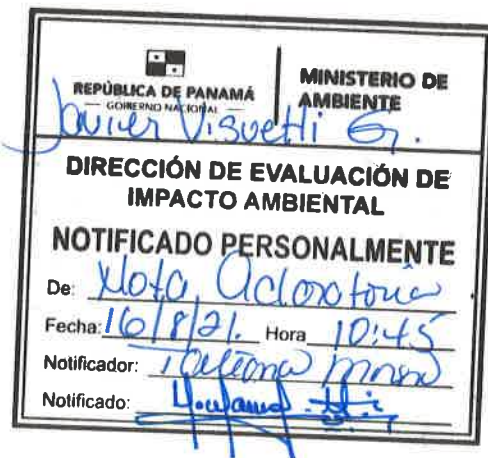 REPÚBLICA DE PANAMÁ
— GOBIERNO NACIONAL —
MINISTERIO DE
AMBIENTE
Javier Visuetti G.
DIRECCIÓN DE EVALUACIÓN DE
IMPACTO AMBIENTAL
NOTIFICADO PERSONALMENTE
De: Nota Aclaratoria
Fecha: 16/8/21. Hora 10:45
Notificador:
Notificado: